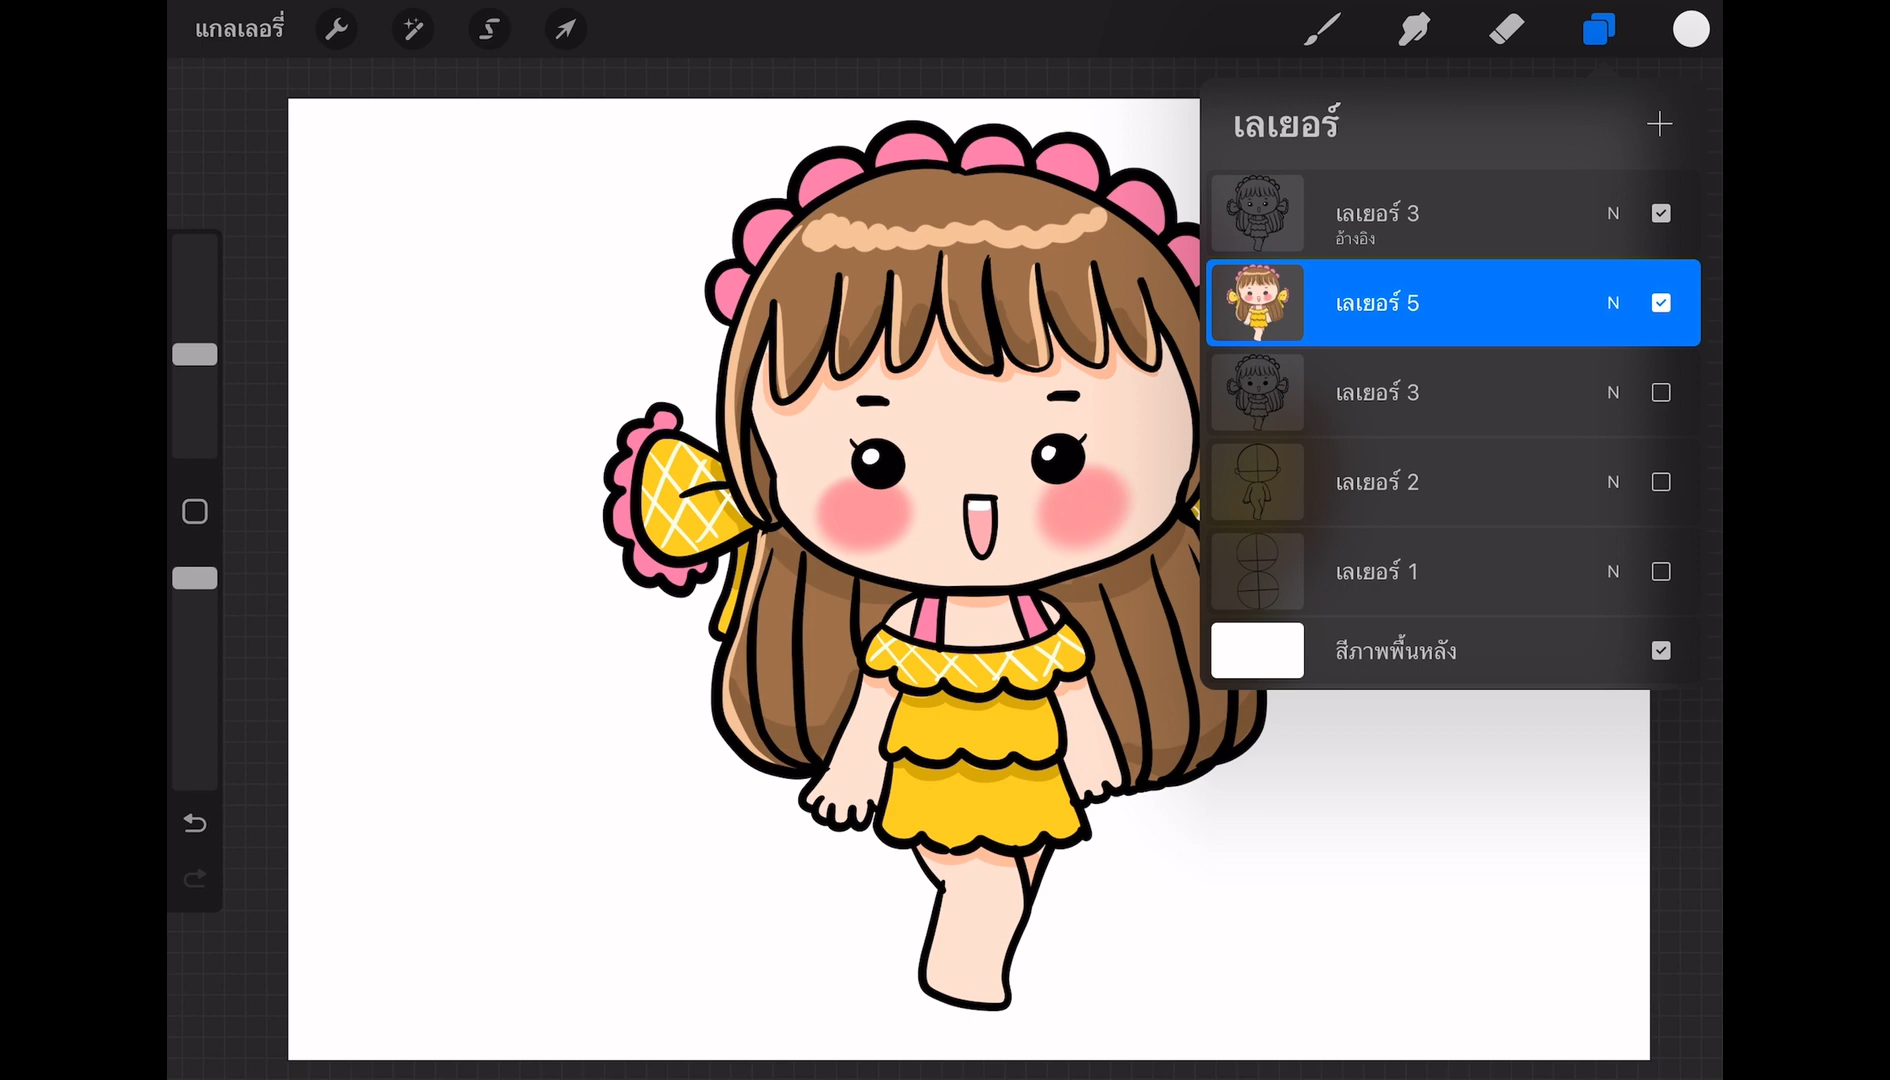 แกลเลอรี่
เลเยอร์
เลเยอร์ 3 N
อ้างอิง
เลเยอร์ 5 N
เลเยอร์ 3 N
เลเยอร์ 2 N
เลเยอร์ 1 N
สีภาพพื้นหลัง